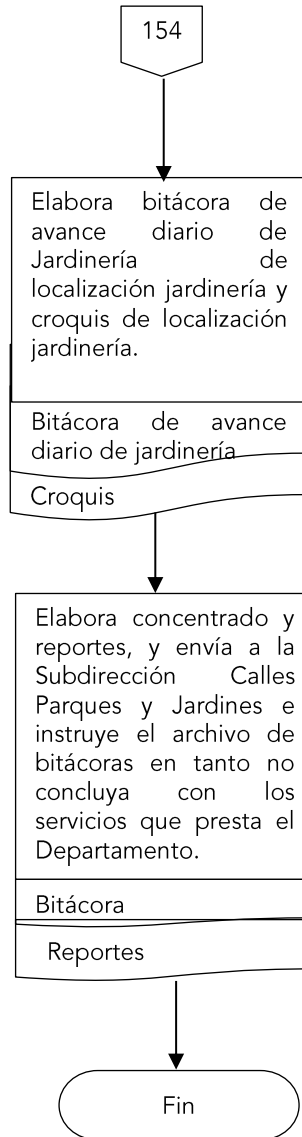 154
Elabora bitácora de
avance diario de
Jardinería de
localización jardinería y
croquis de localización
jardinería.
Bitácora de avance
diario de jardinería
Croquis
Elabora concentrado y
reportes, y envía a la
Subdirección Calles
Parques y Jardines e
instruye el archivo de
bitácoras en tanto no
concluya con los
servicios que presta el
Departamento.
Bitácora
Reportes
Fin